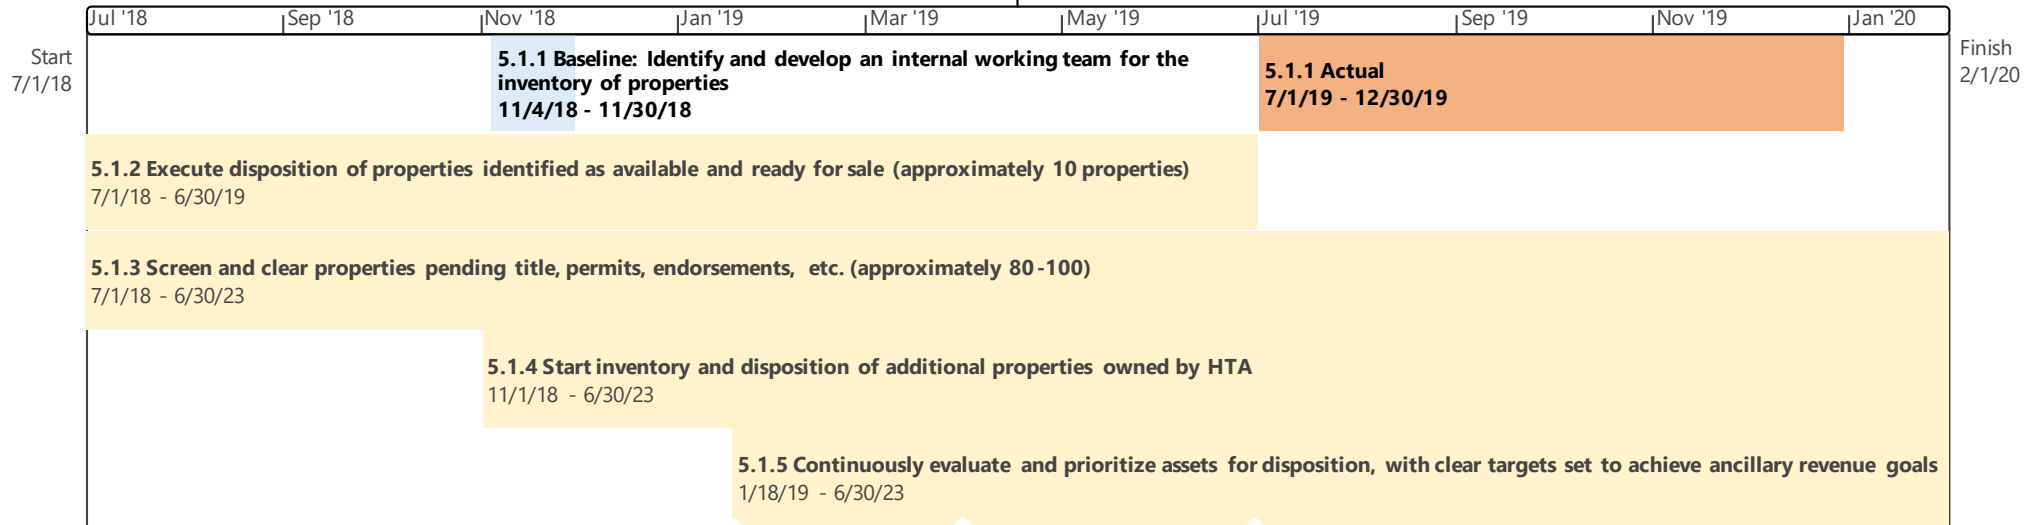 Jul '18 Sep '18 Nov '18 Jan '19 Mar '19 May '19 Jul '19 Sep '19 Nov '19 Jan '20
Start
7/1/18
Finish
2/1/20
5.1.1 Baseline: Identify and develop an internal working team for the
inventory of properties
11/4/18 - 11/30/18
5.1.1 Actual
7/1/19 - 12/30/19
5.1.2 Execute disposition of properties identified as available and ready for sale (approximately 10 properties)
7/1/18 - 6/30/19
5.1.3 Screen and clear properties pending title, permits, endorsements, etc. (approximately 80-100)
7/1/18 - 6/30/23
5.1.4 Start inventory and disposition of additional properties owned by HTA
11/1/18 - 6/30/23
5.1.5 Continuously evaluate and prioritize assets for disposition, with clear targets set to achieve ancillary revenue goals
1/18/19 - 6/30/23